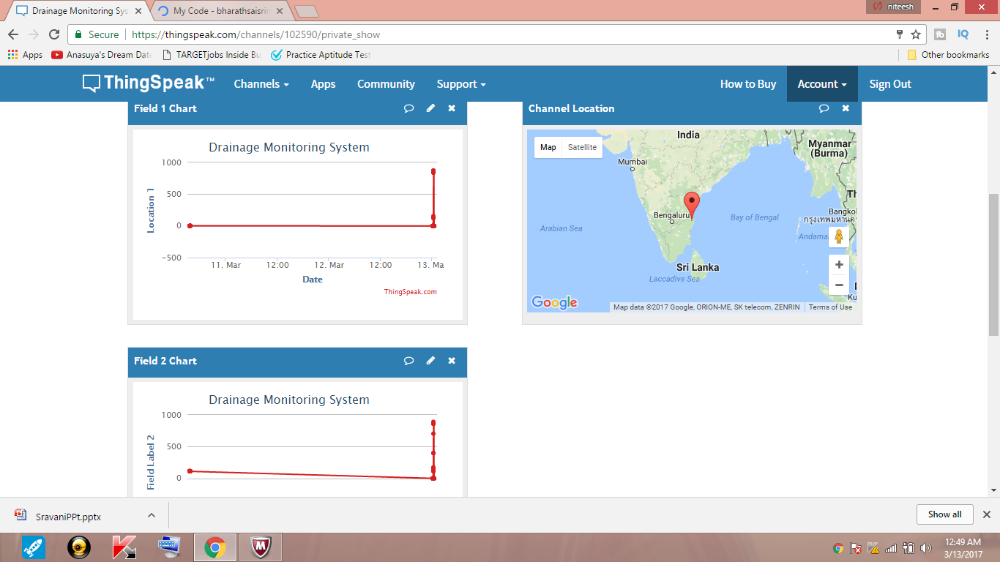 Drainage Monitoring Sys
My Code - bharathsaisrin
niteesh
Secure
https://thingspeak.com/channels/102590/private_show
Apps
Anasuya's Dream Dat
TARGETjobs Inside Bu
Practice Aptitude Test
Other bookmarks
ThingSpeak™
Channels
Apps
Community
Support
How to Buy
Account
Sign Out
Field 1 Chart
Drainage Monitoring System
1000
500
0
-500
Location 1
11. Mar
12:00
12. Mar
12:00
13. Ma
Date
ThingSpeak.com
Channel Location
Map
Satellite
India
Mumbai
Myanmar
(Burma)
Bengaluru
Bay of Bengal
Arabian Sea
Th
Bangko
กรุงเทพมหานค
Andama
Sri Lanka
Laccadive Sea
Ku
Google
Map data ©2017 Google, ORION-ME, SK telecom, ZENRIN
Terms of Use
Field 2 Chart
Drainage Monitoring System
1000
500
0
Field Label 2
SravaniPPt.pptx
Show all
12:49 AM
3/13/2017